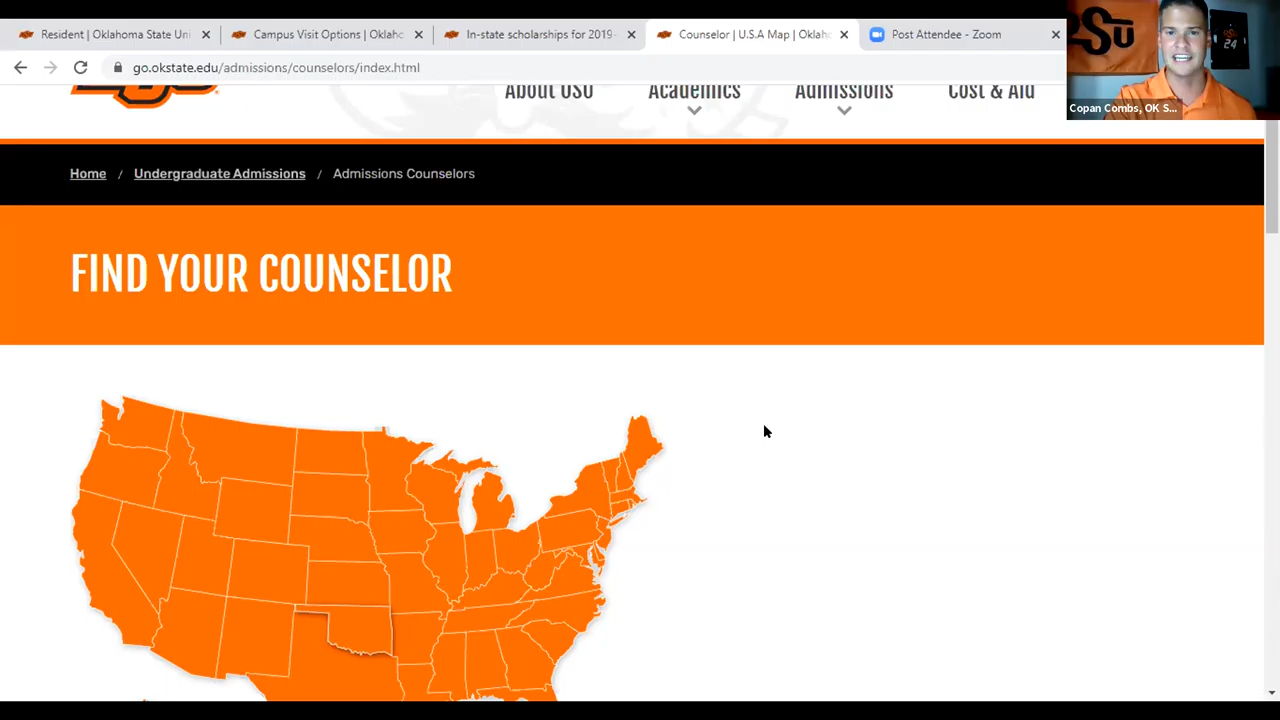 Resident | Oklahoma State Uni
Campus Visit Options | Oklaho
In-state scholarships for 2019-
Counselor | U.S.A Map | Oklaho
Post Attendee - Zoom
go.okstate.edu/admissions/counselors/index.html
About OSU
Academics
Admissions
Cost & Aid
Copan Combs, OK S...
Home / Undergraduate Admissions / Admissions Counselors
FIND YOUR COUNSELOR